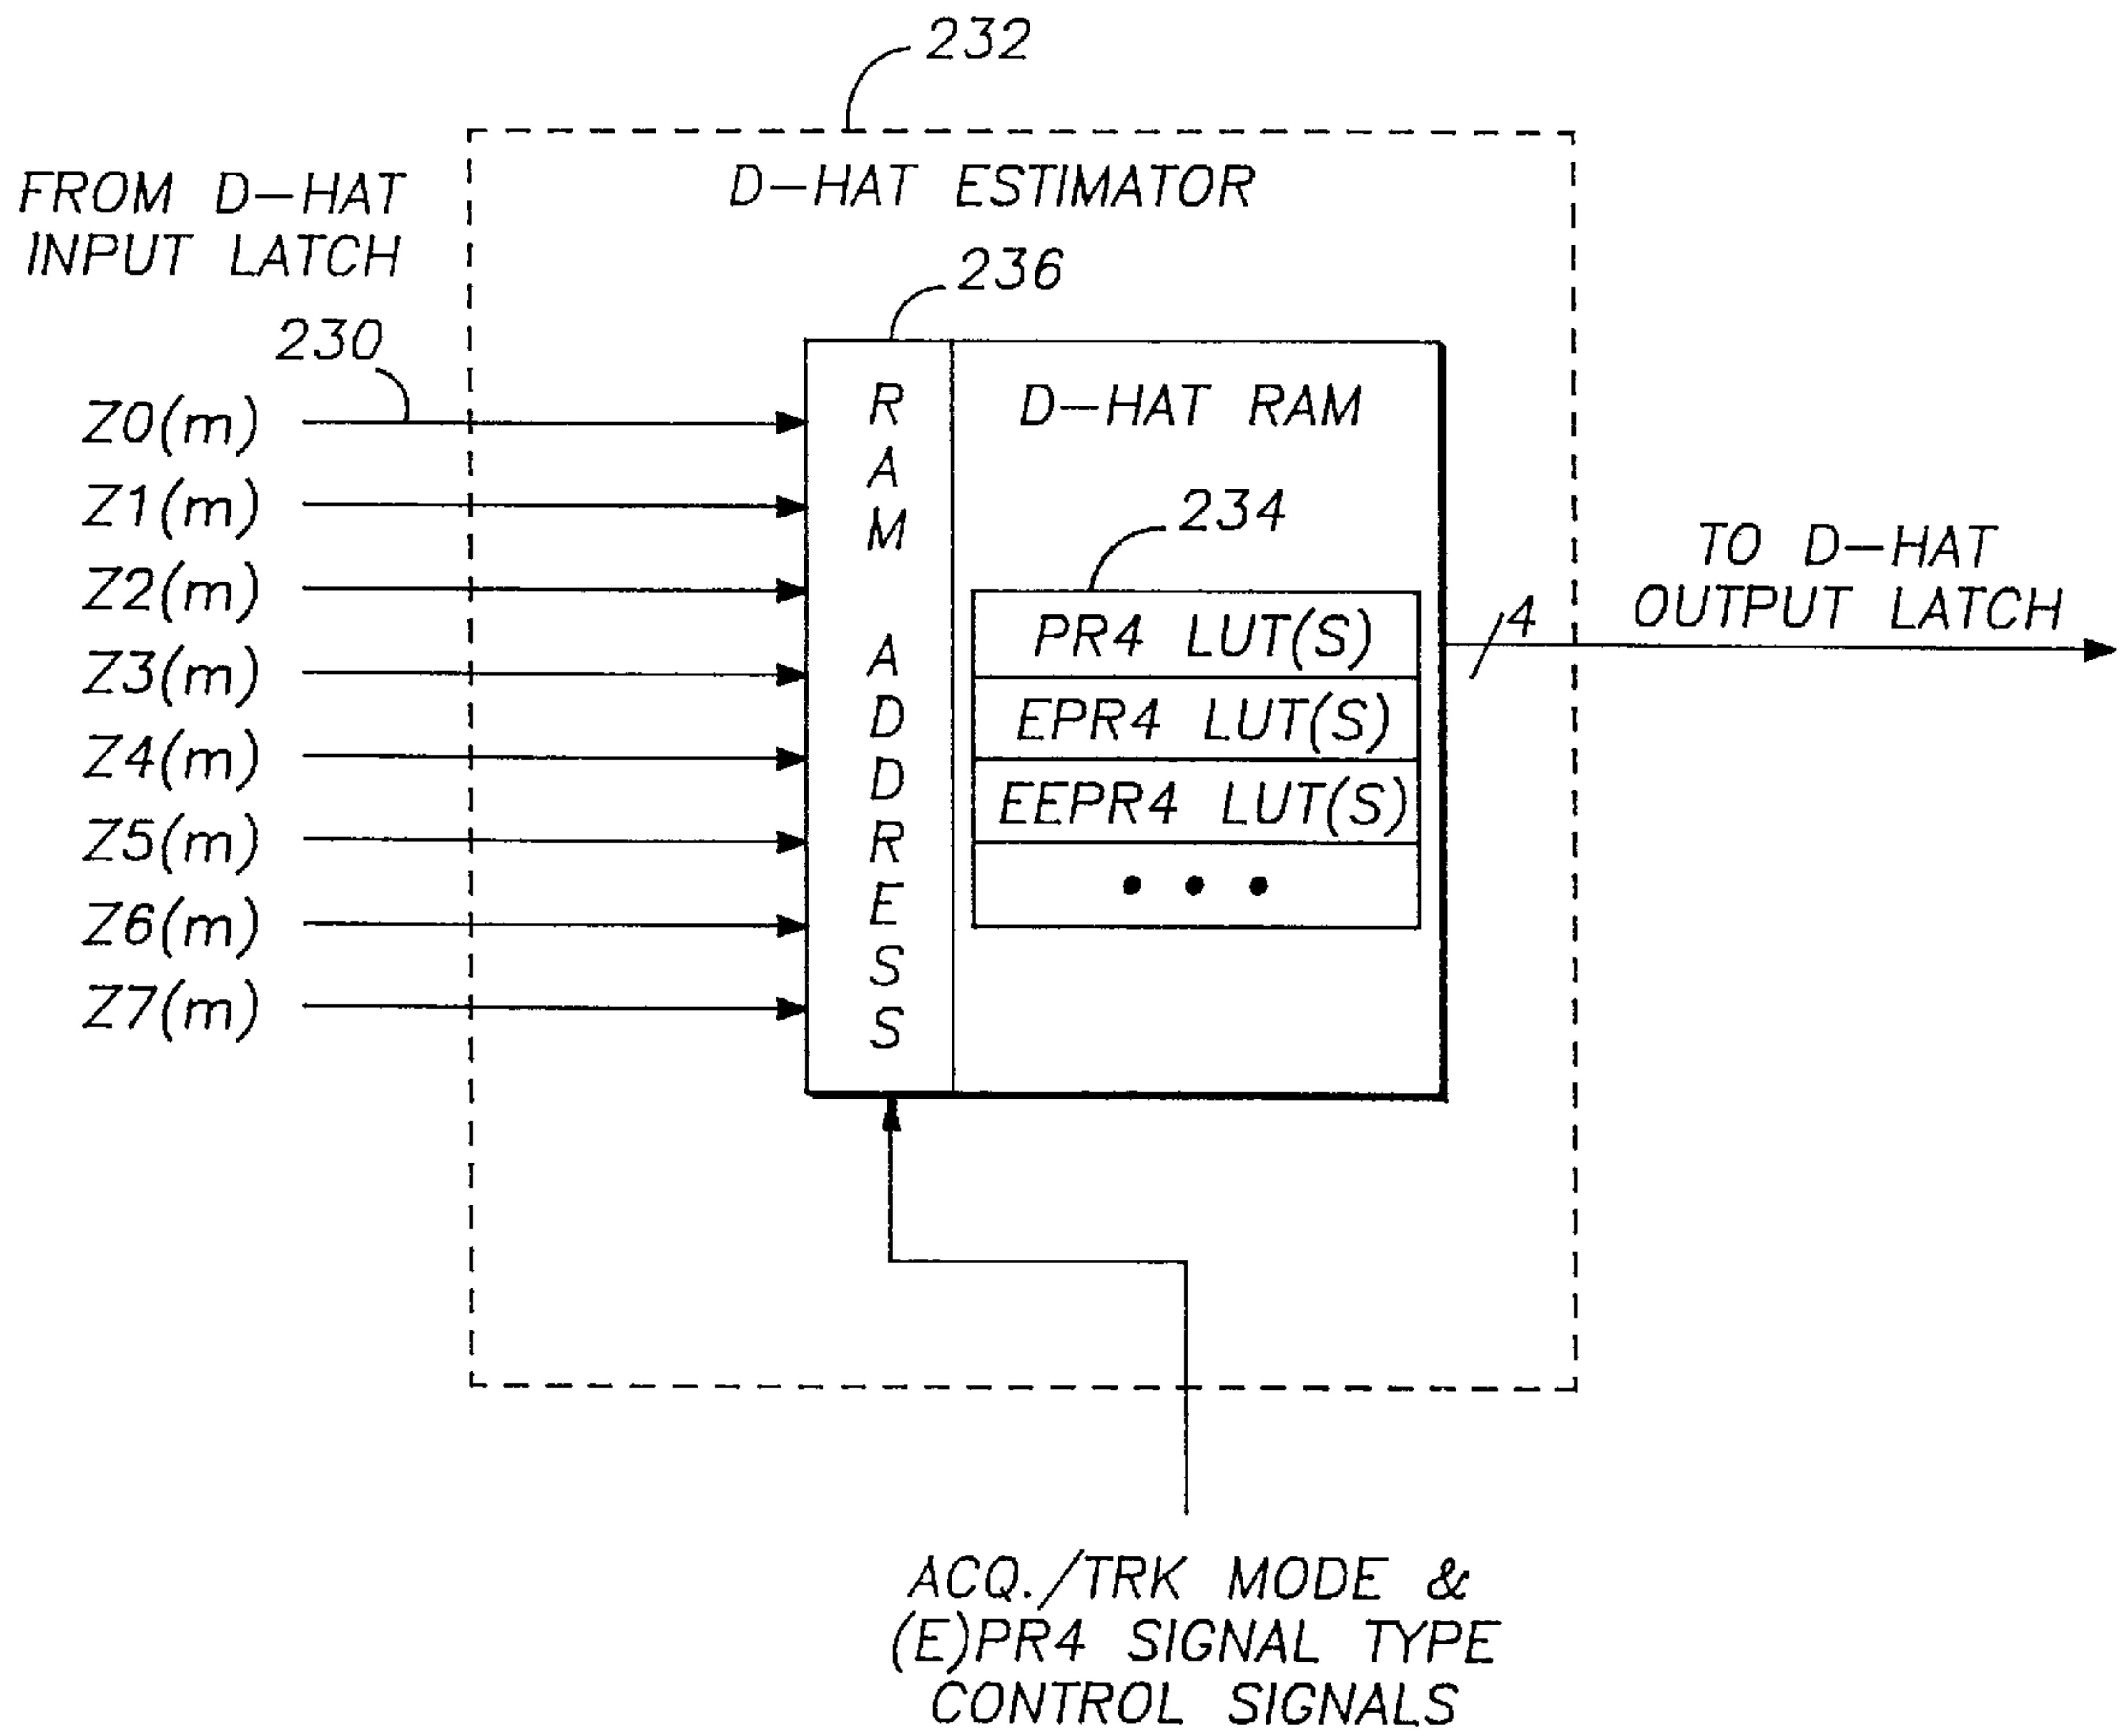 232
FROM D-HAT
INPUT LATCH
D-HAT ESTIMATOR
236
230
Z0(m)
Z1(m)
Z2(m)
Z3(m)
Z4(m)
Z5(m)
Z6(m)
Z7(m)
RAM ADDRESS
D-HAT RAM
234
PR4 LUT(S)
EPR4 LUT(S)
EEPR4 LUT(S)
• • •
4
TO D-HAT
OUTPUT LATCH
ACQ./TRK MODE &
(E)PR4 SIGNAL TYPE
CONTROL SIGNALS